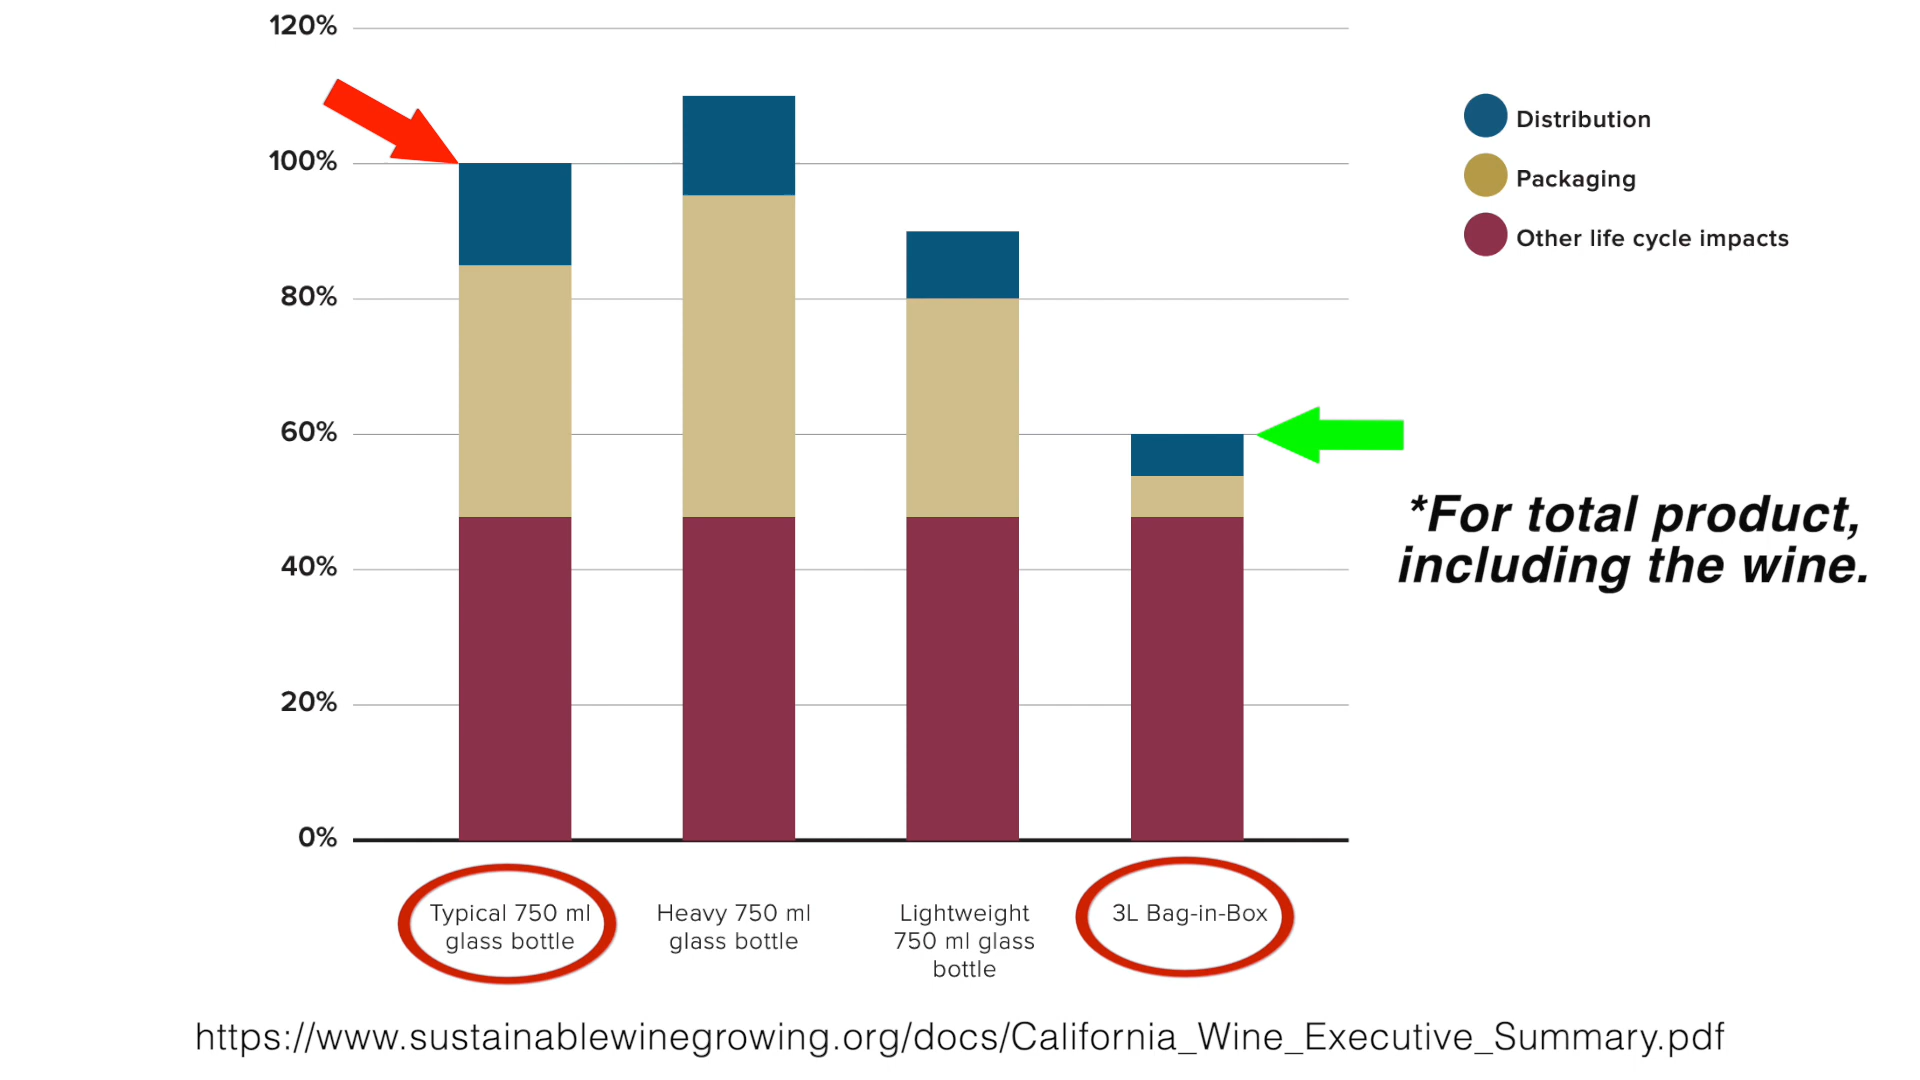 120%
100%
80%
60%
40%
20%
0%
Distribution
Packaging
Other life cycle impacts
*For total product,
including the wine.
Typical 750 ml
glass bottle
Heavy 750 ml
glass bottle
Lightweight
750 ml glass
bottle
3L Bag-in-Box
https://www.sustainablewinegrowing.org/docs/California_Wine_Executive_Summary.pdf